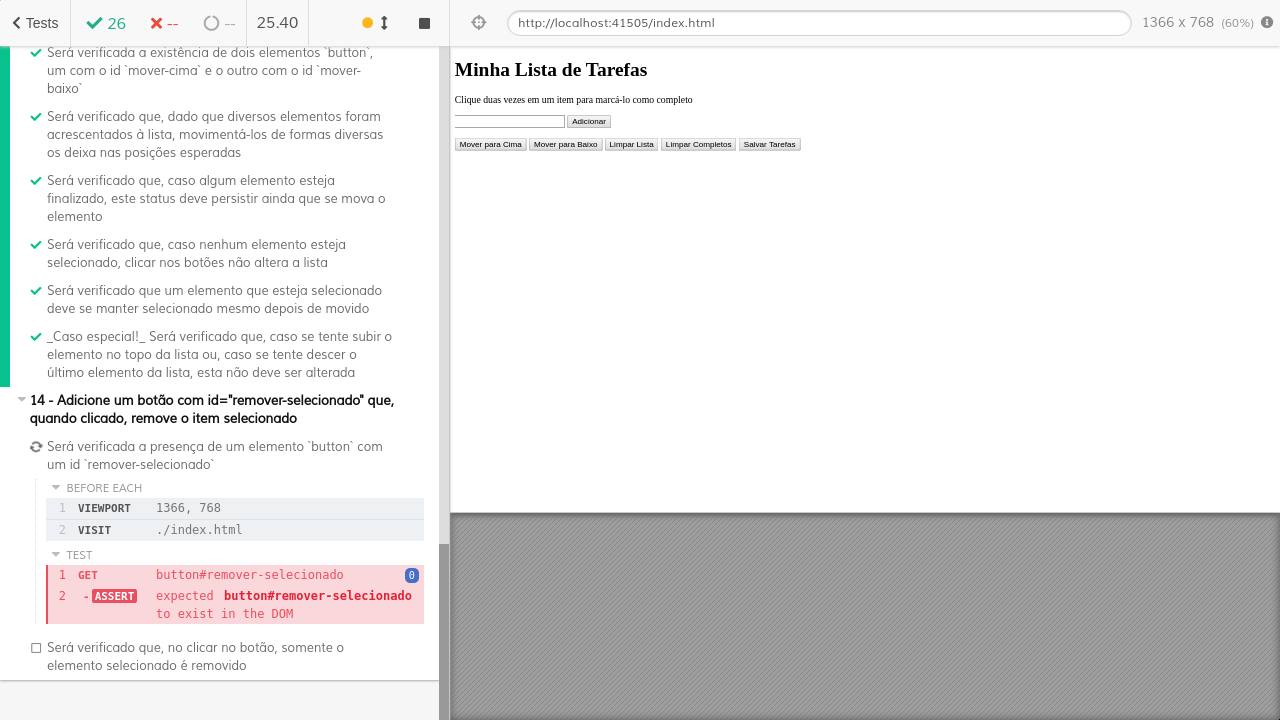 Tests
26
--
--
25.40
http://localhost:41505/index.html
1366 x 768 (60%)
Será verificada a existência de dois elementos `button`,
um com o id `mover-cima` e o outro com o id `mover-
baixo`
Será verificado que, dado que diversos elementos foram
acrescentados à lista, movimentá-los de formas diversas
os deixa nas posições esperadas
Será verificado que, caso algum elemento esteja
finalizado, este status deve persistir ainda que se mova o
elemento
Será verificado que, caso nenhum elemento esteja
selecionado, clicar nos botões não altera a lista
Será verificado que um elemento que esteja selecionado
deve se manter selecionado mesmo depois de movido
_Caso especial!_ Será verificado que, caso se tente subir o
elemento no topo da lista ou, caso se tente descer o
último elemento da lista, esta não deve ser alterada
14 - Adicione um botão com id="remover-selecionado" que,
quando clicado, remove o item selecionado
Será verificada a presença de um elemento `button` com
um id `remover-selecionado`
BEFORE EACH
1 VIEWPORT 1366, 768
2 VISIT ./index.html
TEST
1 GET button#remover-selecionado 0
2 -ASSERT expected button#remover-selecionado
to exist in the DOM
Será verificado que, no clicar no botão, somente o
elemento selecionado é removido
Minha Lista de Tarefas
Clique duas vezes em um item para marcá-lo como completo
Adicionar
Mover para Cima Mover para Baixo Limpar Lista Limpar Completos Salvar Tarefas